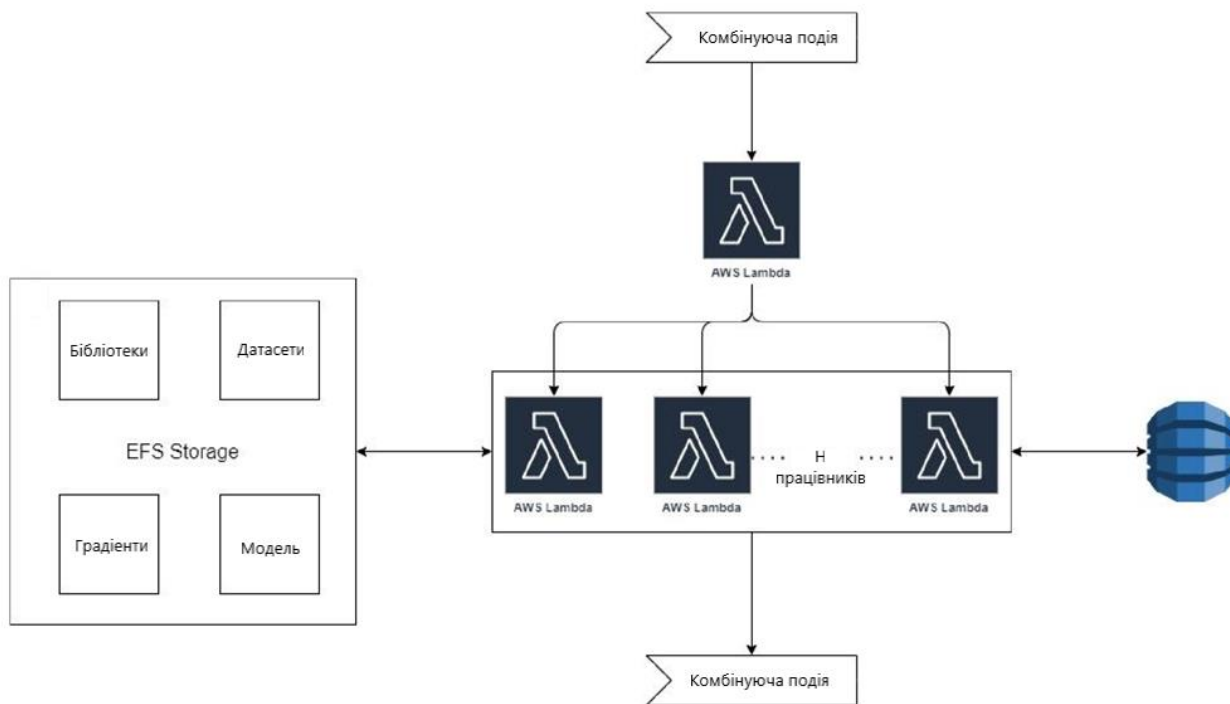 Комбінуюча подія
AWS Lambda
Бібліотеки
Датасети
EFS Storage
Градієнти
Модель
AWS Lambda
AWS Lambda
Н
працівників
AWS Lambda
Комбінуюча подія